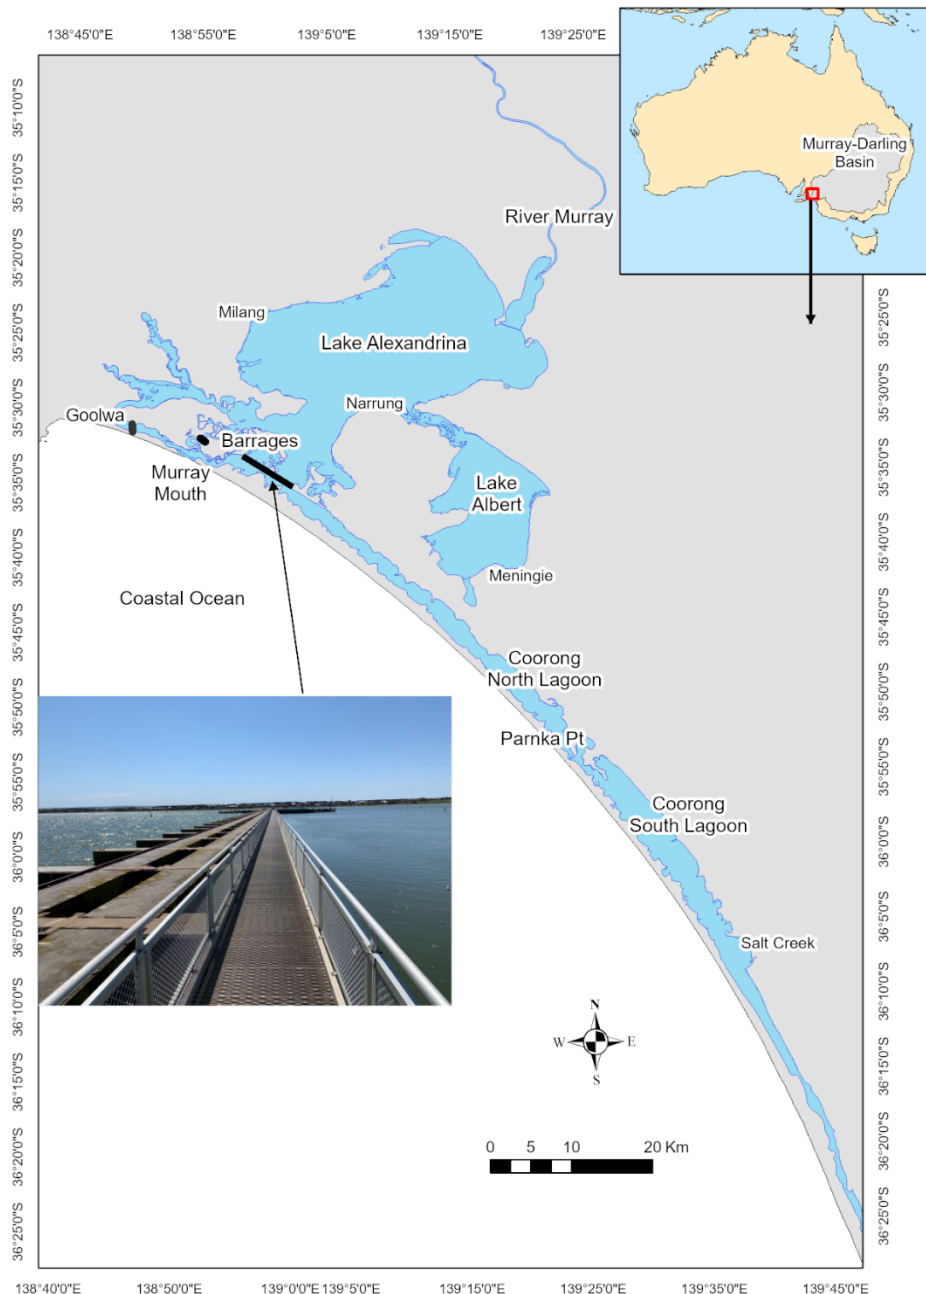 138°45'0"E
138°55'0"E
139°5'0"E
139°15'0"E
139°25'0"E
Murray-Darling
Basin
River Murray
Milang
Lake Alexandrina
Narrung
Goolwa
Barrages
Murray
Mouth
Lake
Albert
Meningie
Coastal Ocean
Coorong
North Lagoon
Parnka Pt
Coorong
South Lagoon
Salt Creek
N
W
E
S
0 5 10 20 Km
35°10'0"S
35°15'0"S
35°20'0"S
35°25'0"S
35°30'0"S
35°35'0"S
35°40'0"S
35°45'0"S
35°50'0"S
35°55'0"S
36°0'0"S
36°5'0"S
36°10'0"S
36°15'0"S
36°20'0"S
36°25'0"S
35°25'0"S
35°30'0"S
35°35'0"S
35°40'0"S
35°45'0"S
35°50'0"S
35°55'0"S
36°0'0"S
36°5'0"S
36°10'0"S
36°15'0"S
36°20'0"S
36°25'0"S
138°40'0"E
138°50'0"E
139°0'0"E
139°5'0"E
139°15'0"E
139°25'0"E
139°35'0"E
139°45'0"E